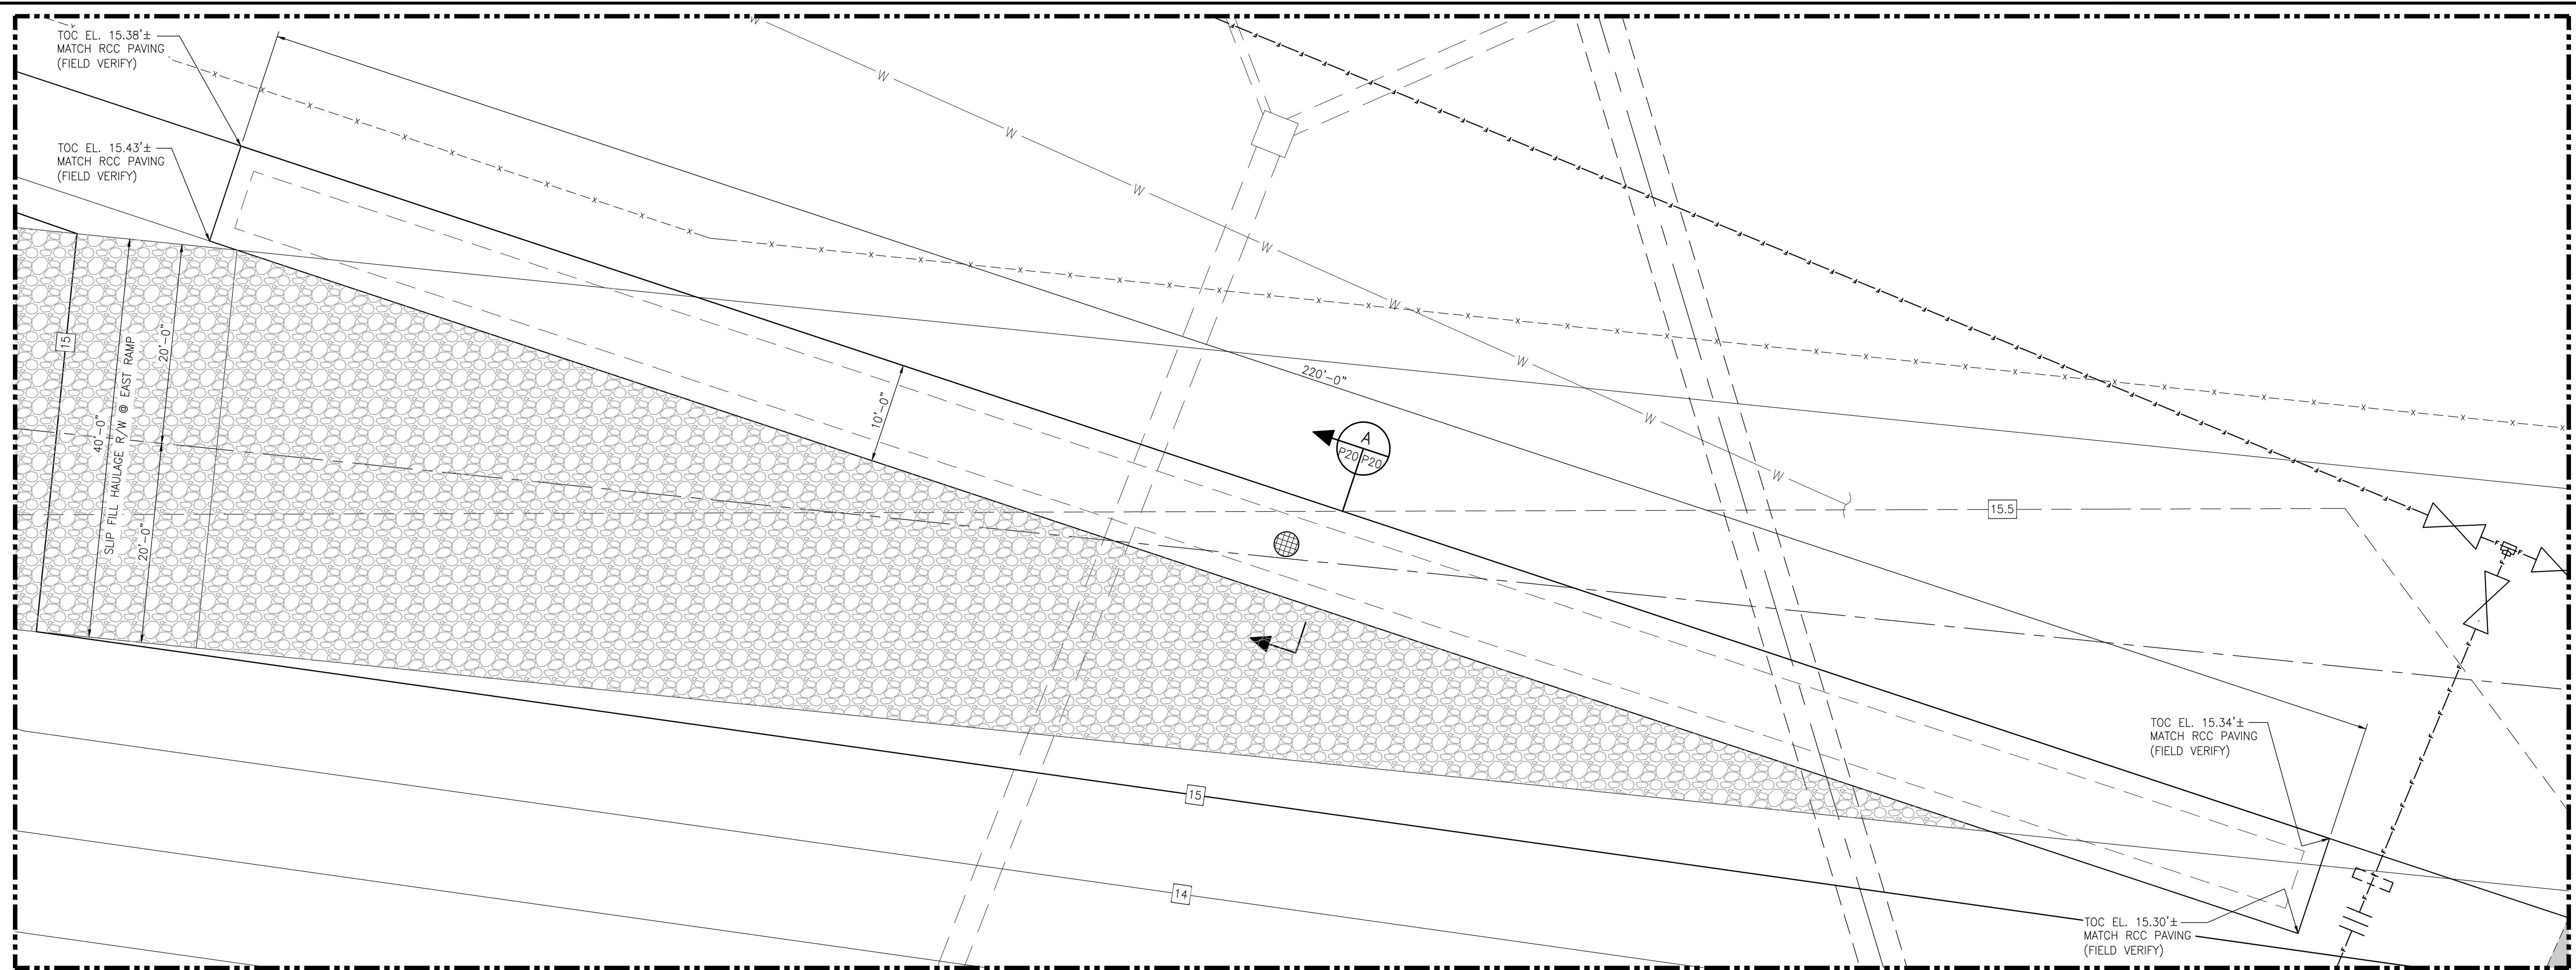 TOC EL. 15.38'±
MATCH RCC PAVING
(FIELD VERIFY)
TOC EL. 15.43'±
MATCH RCC PAVING
(FIELD VERIFY)
15
40'-0"
SLIP FILL HAULAGE R/W @ EAST RAMP
20'-0"
20'-0"
10'-0"
220'-0"
W
W
W
W
W
W
W
W
W
A
P20 P20
15.5
15
14
TOC EL. 15.34'±
MATCH RCC PAVING
(FIELD VERIFY)
TOC EL. 15.30'±
MATCH RCC PAVING
(FIELD VERIFY)